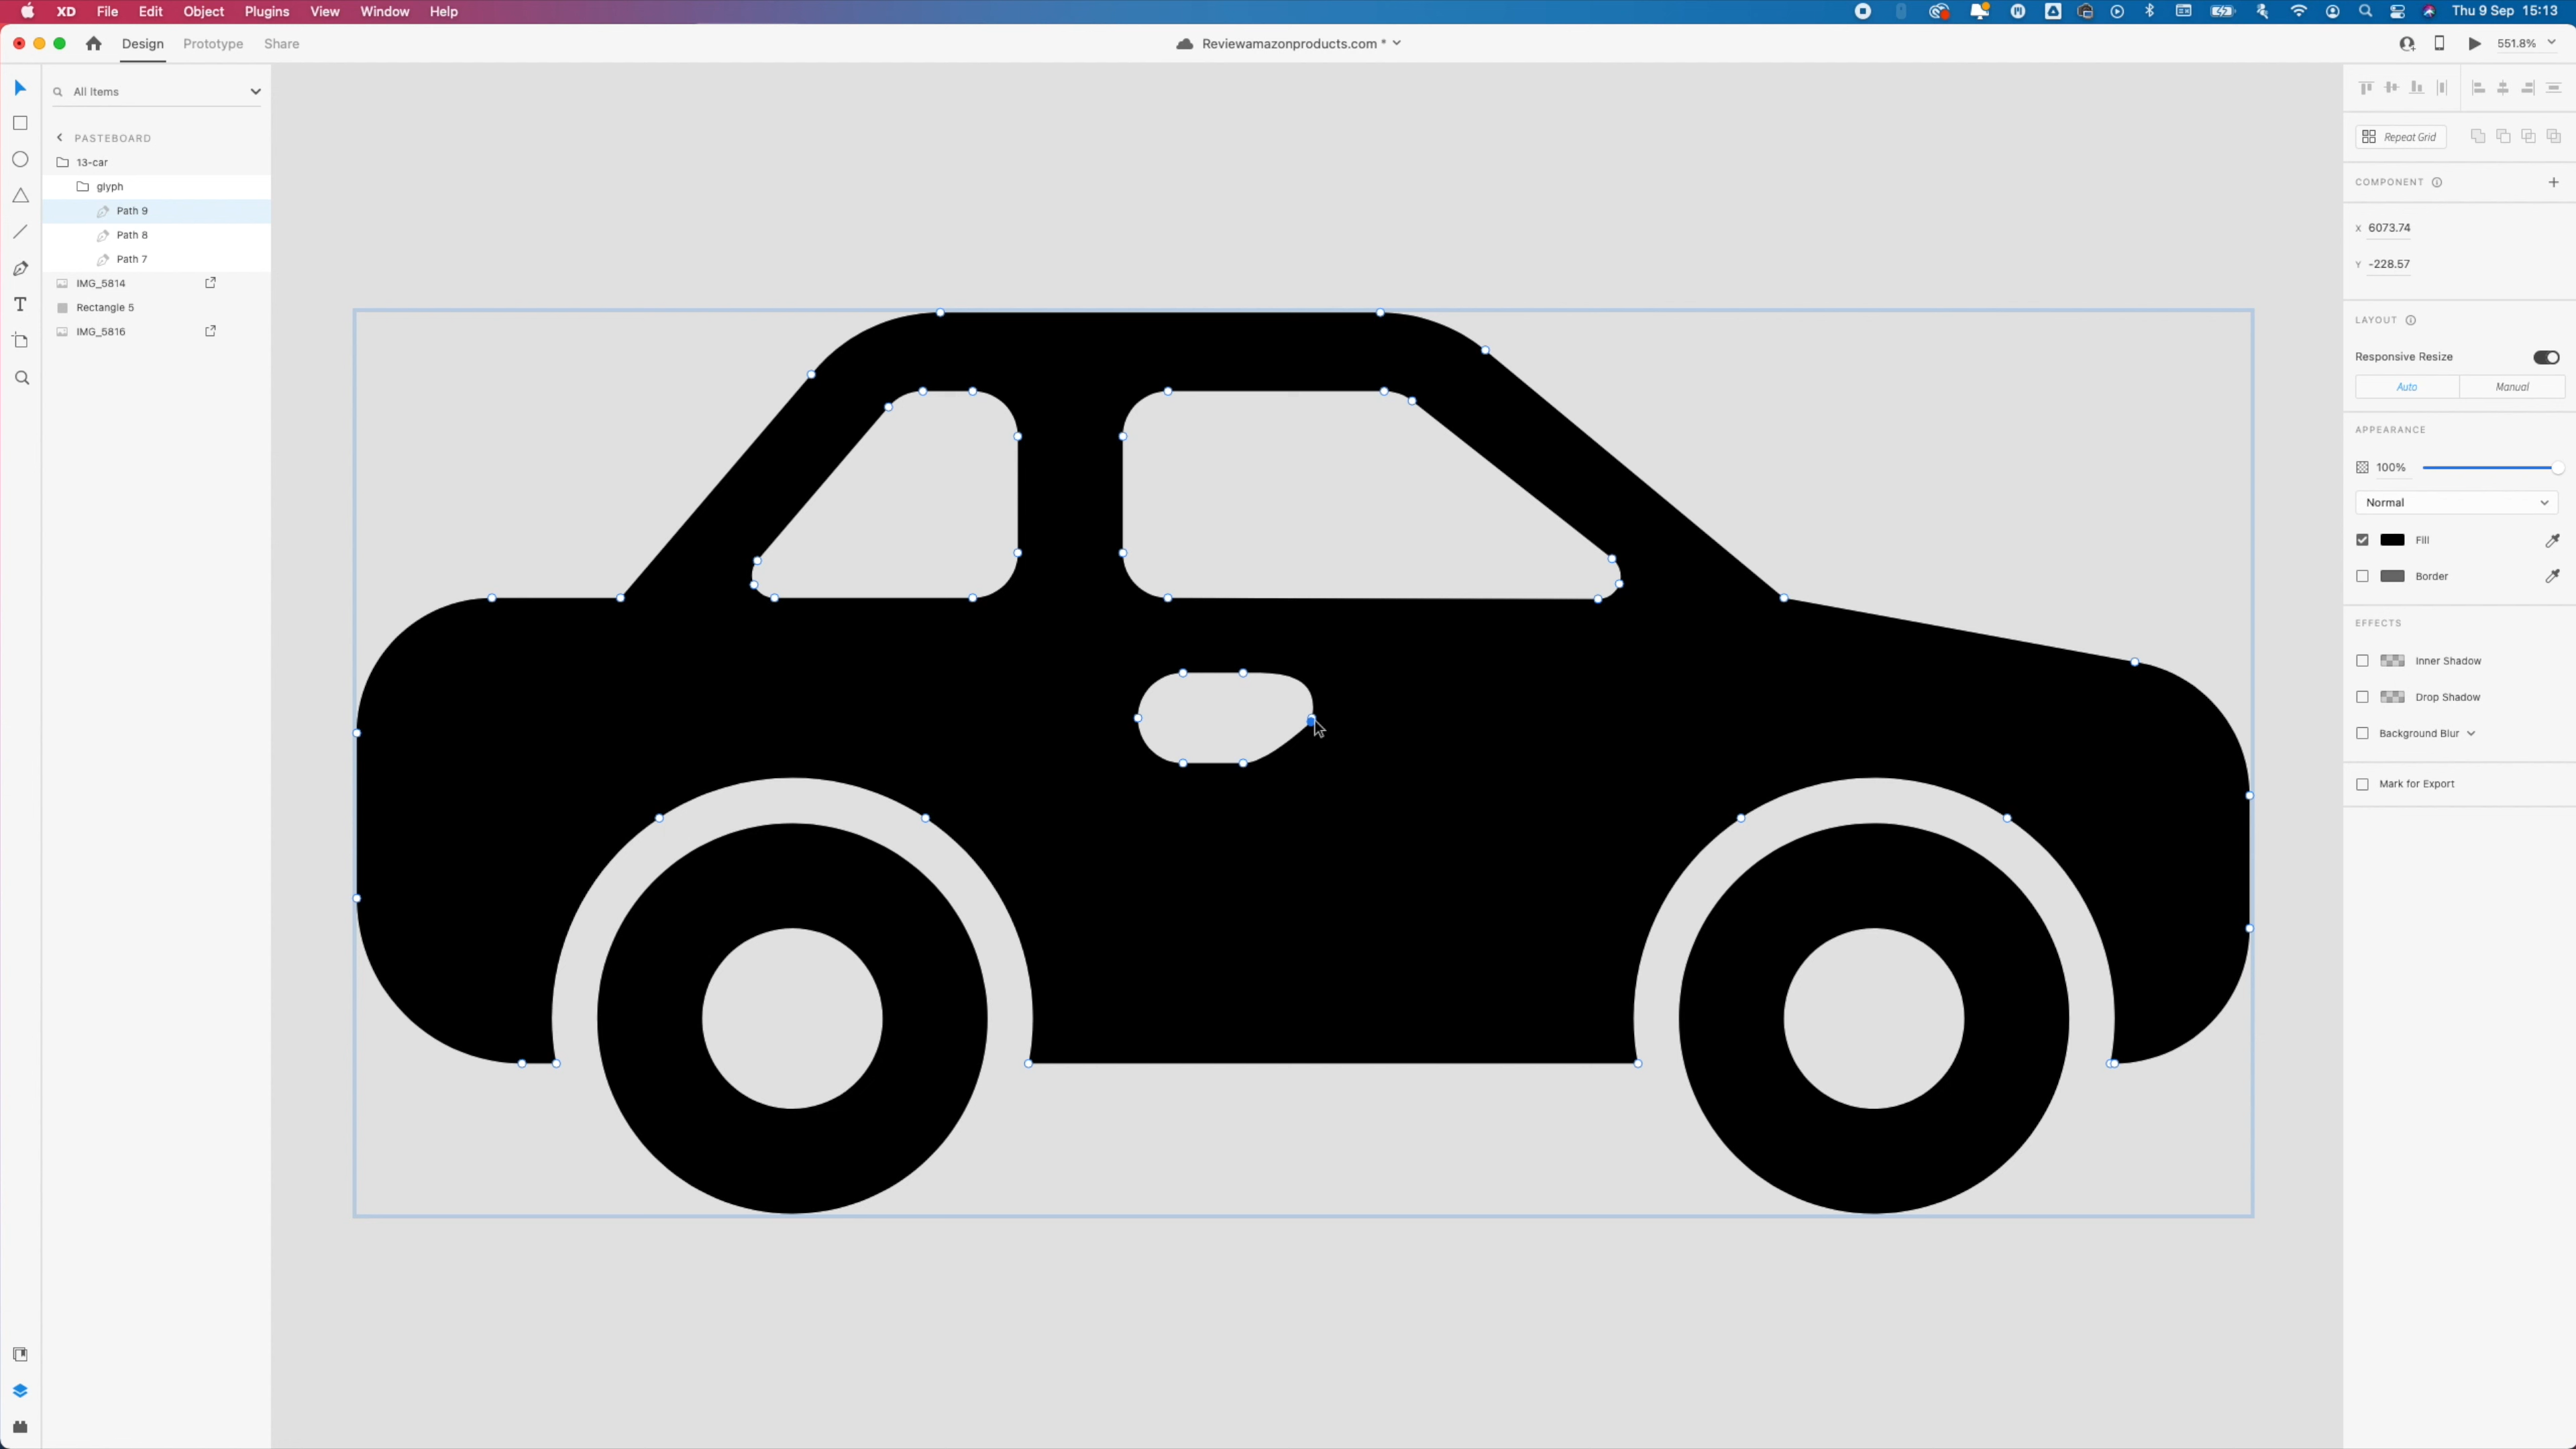 XD File Edit Object Plugins View Window Help
Thu 9 Sep 15:13
Design Prototype Share
Reviewamazonproducts.com *
551.8%
All Items
PASTEBOARD
13-car
glyph
Path 9
Path 8
Path 7
IMG_5814
Rectangle 5
IMG_5816
Repeat Grid
COMPONENT
X 6073.74
Y -228.57
LAYOUT
Responsive Resize
Auto Manual
APPEARANCE
100%
Normal
Fill
Border
EFFECTS
Inner Shadow
Drop Shadow
Background Blur
Mark for Export